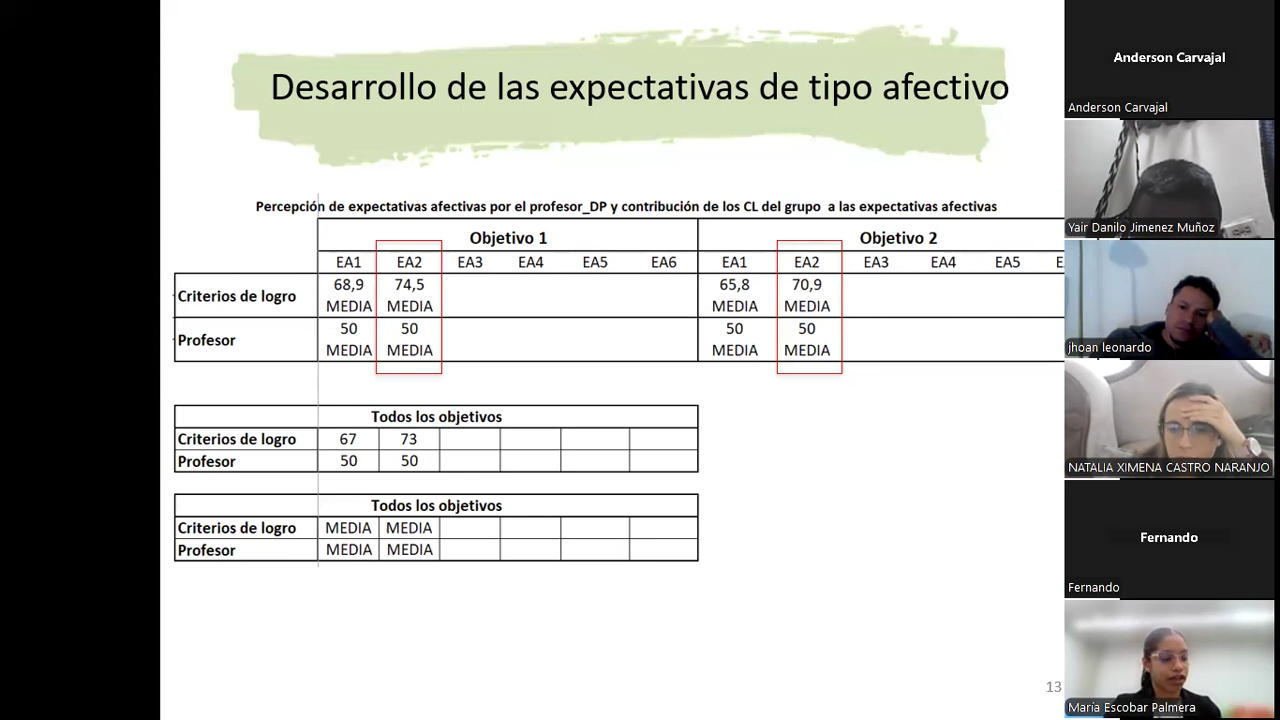 Desarrollo de las expectativas de tipo afectivo
Percepción de expectativas afectivas por el profesor_DP y contribución de los CL del grupo a las expectativas afectivas
Objetivo 1 Objetivo 2
EA1 EA2 EA3 EA4 EA5 EA6 EA1 EA2 EA3 EA4 EA5 E
Criterios de logro 68,9 74,5 65,8 70,9
MEDIA MEDIA MEDIA MEDIA
Profesor 50 50 50 50
MEDIA MEDIA MEDIA MEDIA
Todos los objetivos
Criterios de logro 67 73
Profesor 50 50
Todos los objetivos
Criterios de logro MEDIA MEDIA
Profesor MEDIA MEDIA
13
Anderson Carvajal
Anderson Carvajal
Yair Danilo Jimenez Muñoz
jhoan leonardo
NATALIA XIMENA CASTRO NARANJO
Fernando
Fernando
María Escobar Palmera